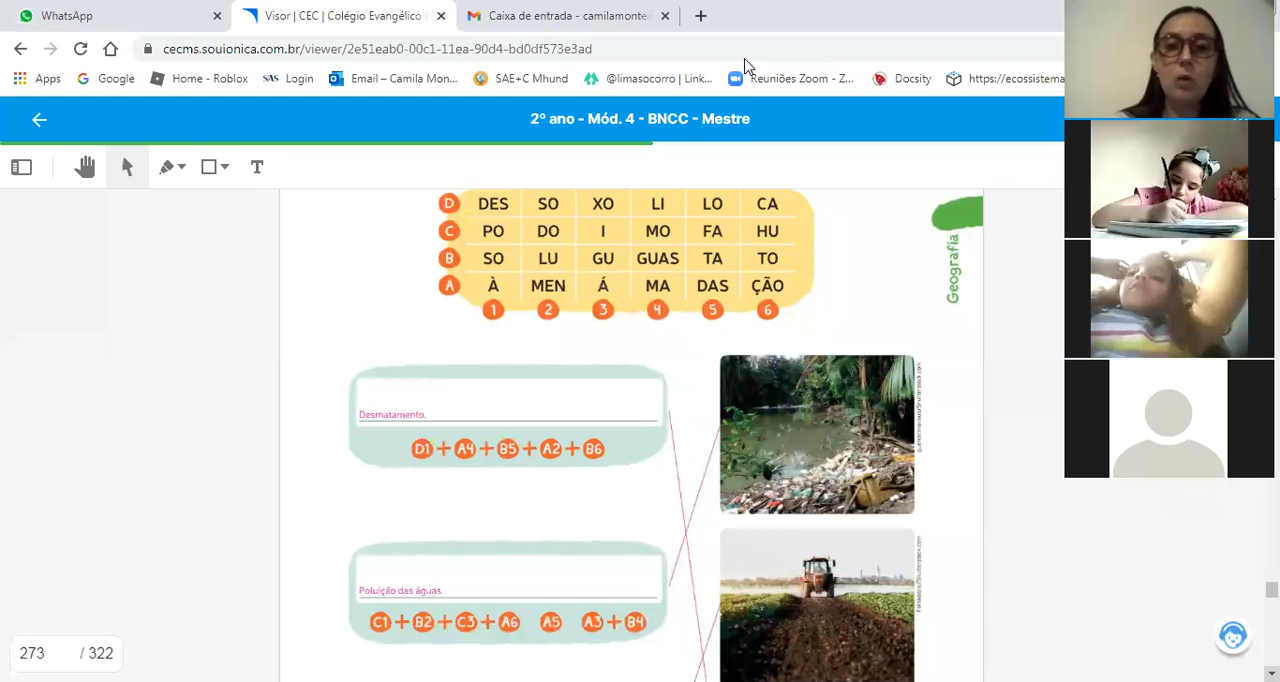 WhatsApp
Visor | CEC | Colégio Evangélico
Caixa de entrada - camilamontei
cecms.souionica.com.br/viewer/2e51eab0-00c1-11ea-90d4-bd0df573e3ad
Apps Google Home - Roblox SAS Login Email – Camila Mon... SAE+C Mhund @limasocorro | Link... Reuniões Zoom - Z... Docsity https://ecossistema
2º ano - Mód. 4 - BNCC - Mestre
T
D DES SO XO LI LO CA
C PO DO I MO FA HU
B SO LU GU GUAS TA TO
A À MEN Á MA DAS ÇÃO
1 2 3 4 5 6
Geografia
Desmatamento.
D1 + A4 + B5 + A2 + B6
Poluição das águas.
C1 + B2 + C3 + A6 A5 A3 + B4
273 / 322